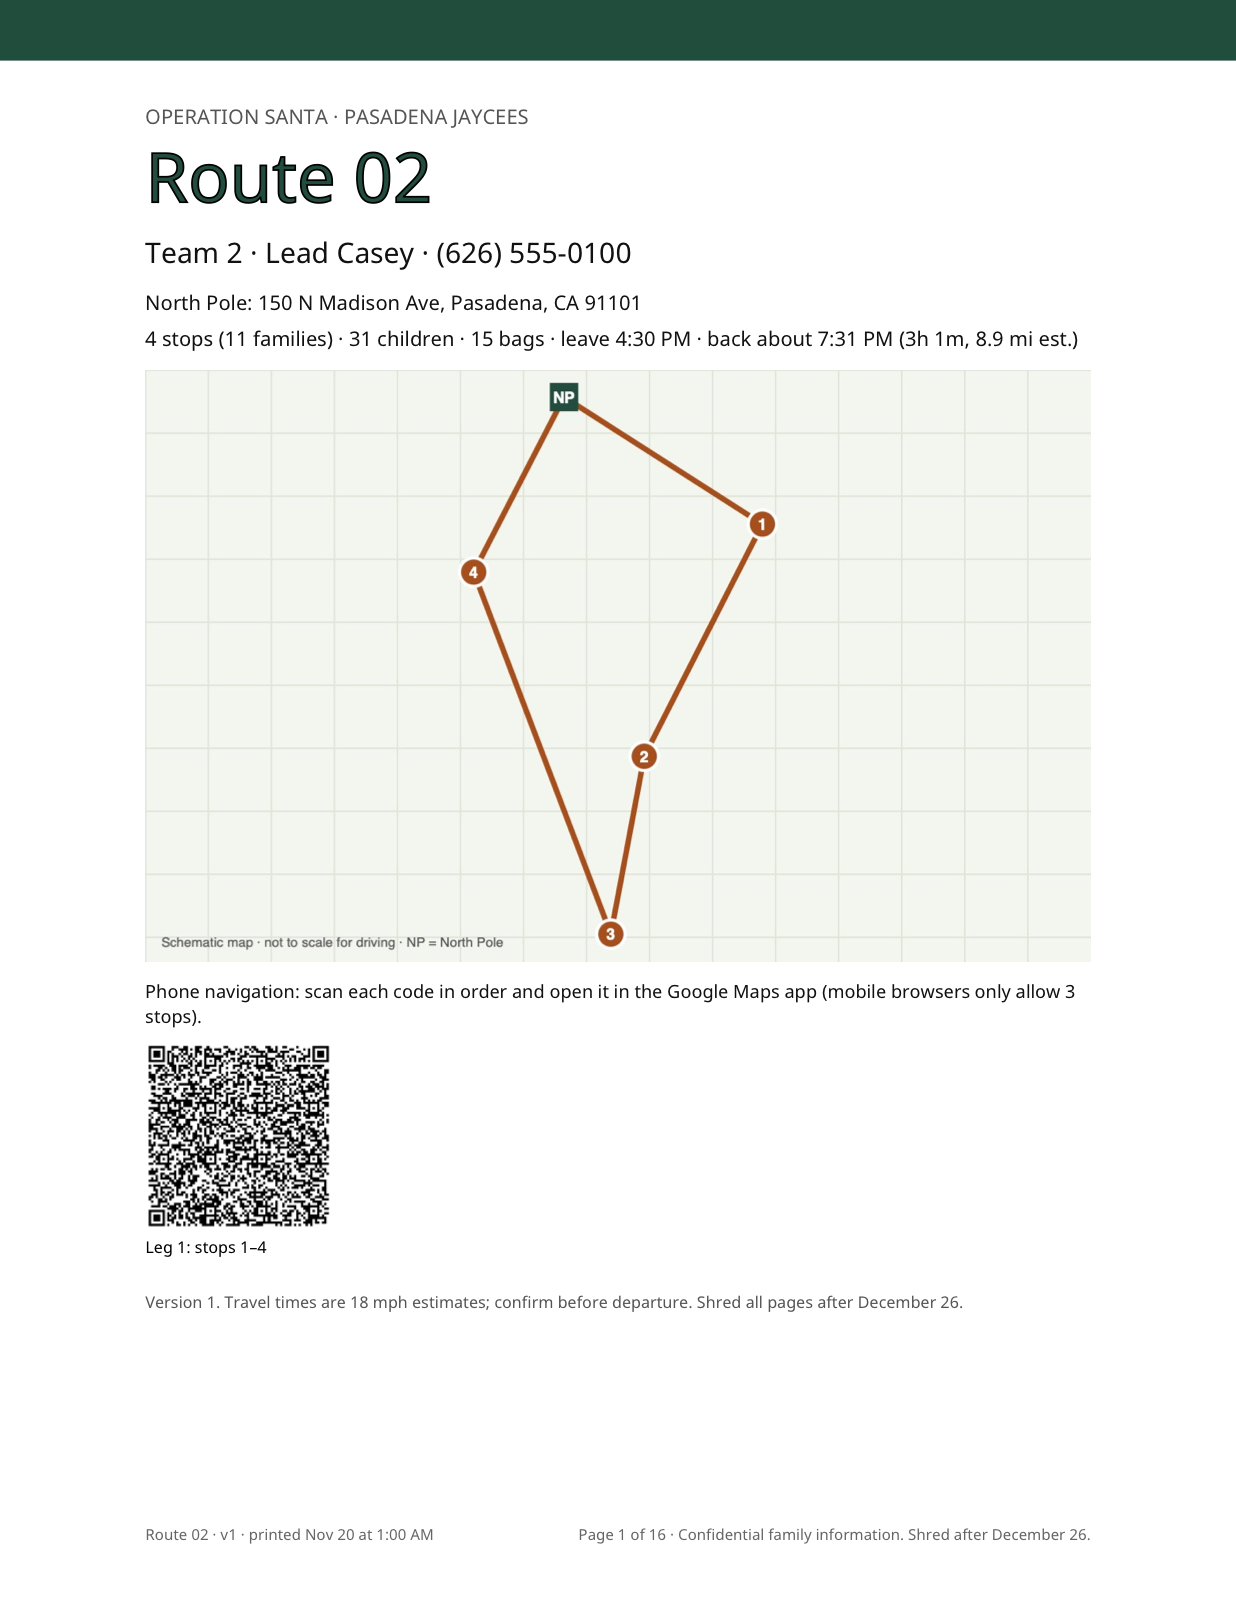 OPERATION SANTA · PASADENA JAYCEES
Route 02
Team 2 · Lead Casey · (626) 555-0100
North Pole: 150 N Madison Ave, Pasadena, CA 91101
4 stops (11 families) · 31 children · 15 bags · leave 4:30 PM · back about 7:31 PM (3h 1m, 8.9 mi est.)
NP
1
4
2
3
Schematic map · not to scale for driving · NP = North Pole
Phone navigation: scan each code in order and open it in the Google Maps app (mobile browsers only allow 3
stops).
Leg 1: stops 1–4
Version 1. Travel times are 18 mph estimates; confirm before departure. Shred all pages after December 26.
Route 02 · v1 · printed Nov 20 at 1:00 AM
Page 1 of 16 · Confidential family information. Shred after December 26.